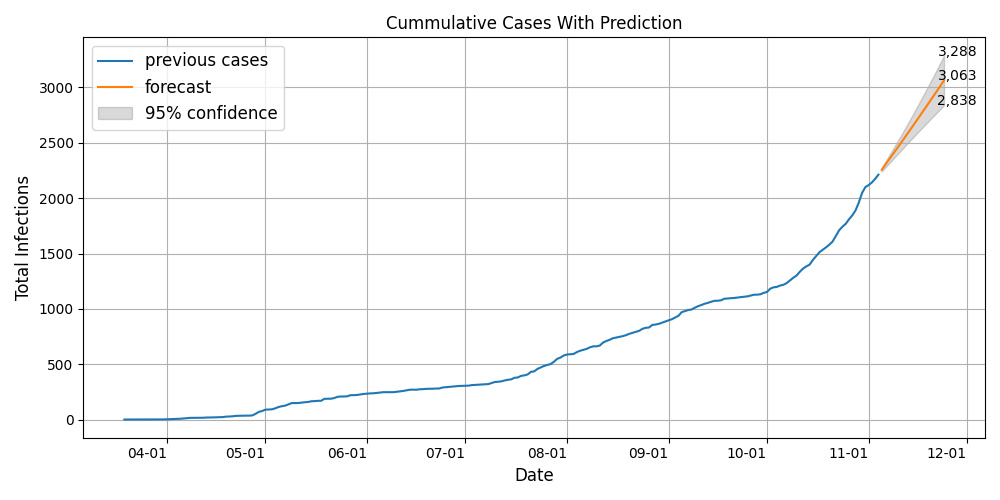 Cummulative Cases With Prediction
previous cases
forecast
95% confidence
3,288
3,063
2,838
3000
2500
2000
1500
1000
500
0
Total Infections
04-01 05-01 06-01 07-01 08-01 09-01 10-01 11-01 12-01
Date